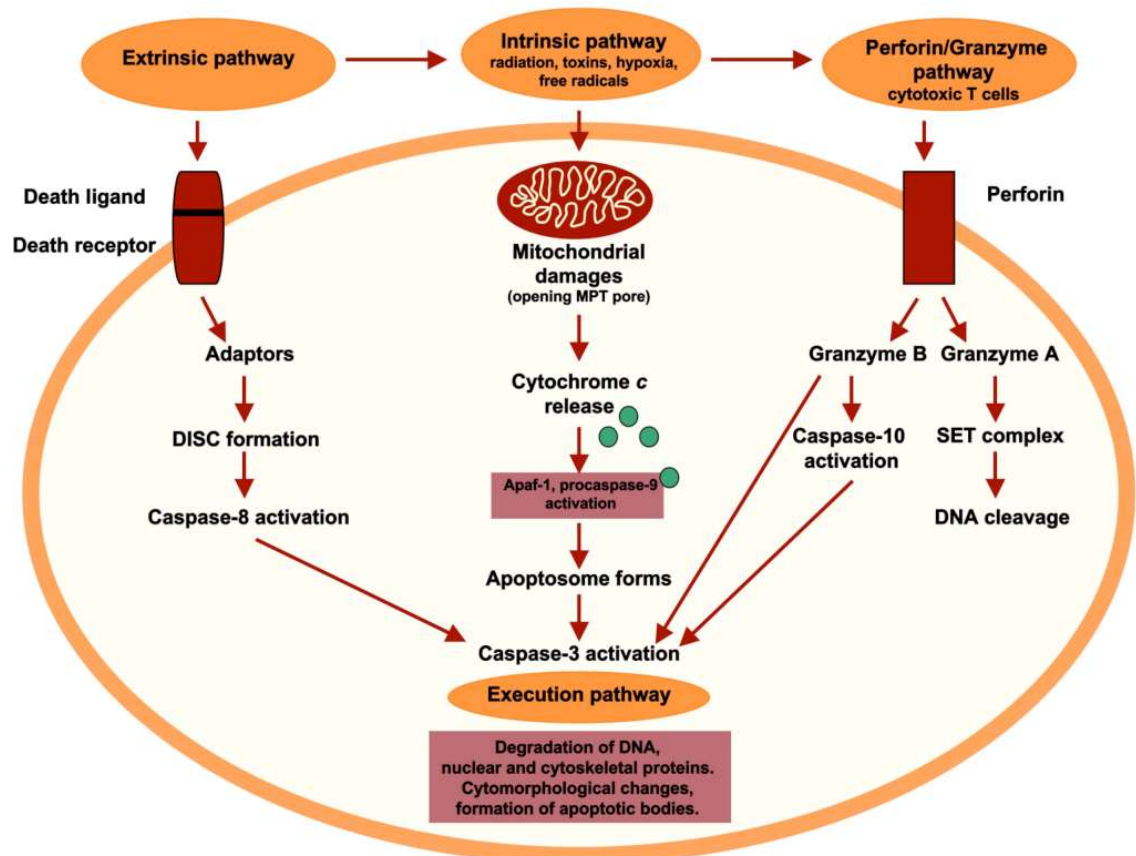 Extrinsic pathway
Intrinsic pathway
radiation, toxins, hypoxia,
free radicals
Perforin/Granzyme
pathway
cytotoxic T cells
Death ligand
Death receptor
Perforin
Mitochondrial
damages
(opening MPT pore)
Adaptors
Granzyme B
Granzyme A
Cytochrome c
release
DISC formation
Caspase-10
activation
SET complex
Apaf-1, procaspase-9
activation
Caspase-8 activation
DNA cleavage
Apoptosome forms
Caspase-3 activation
Execution pathway
Degradation of DNA,
nuclear and cytoskeletal proteins.
Cytomorphological changes,
formation of apoptotic bodies.